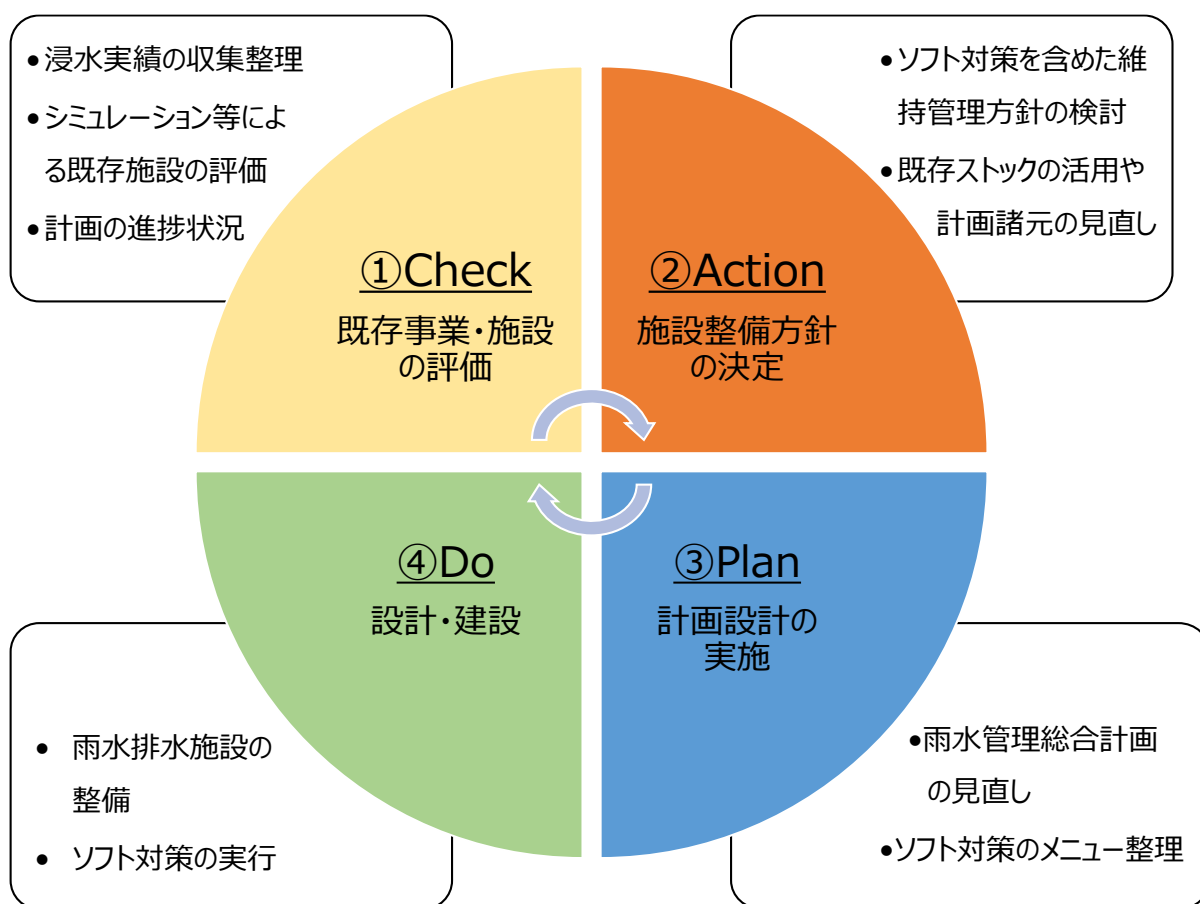 •浸水実績の収集整理
•シミュレーション等によ
る既存施設の評価
•計画の進捗状況
①Check
既存事業・施設
の評価
•ソフト対策を含めた維
持管理方針の検討
•既存ストックの活用や
計画諸元の見直し
②Action
施設整備方針
の決定
③Plan
計画設計の
実施
•雨水管理総合計画
の見直し
•ソフト対策のメニュー整理
④Do
設計・建設
• 雨水排水施設の
整備
• ソフト対策の実行